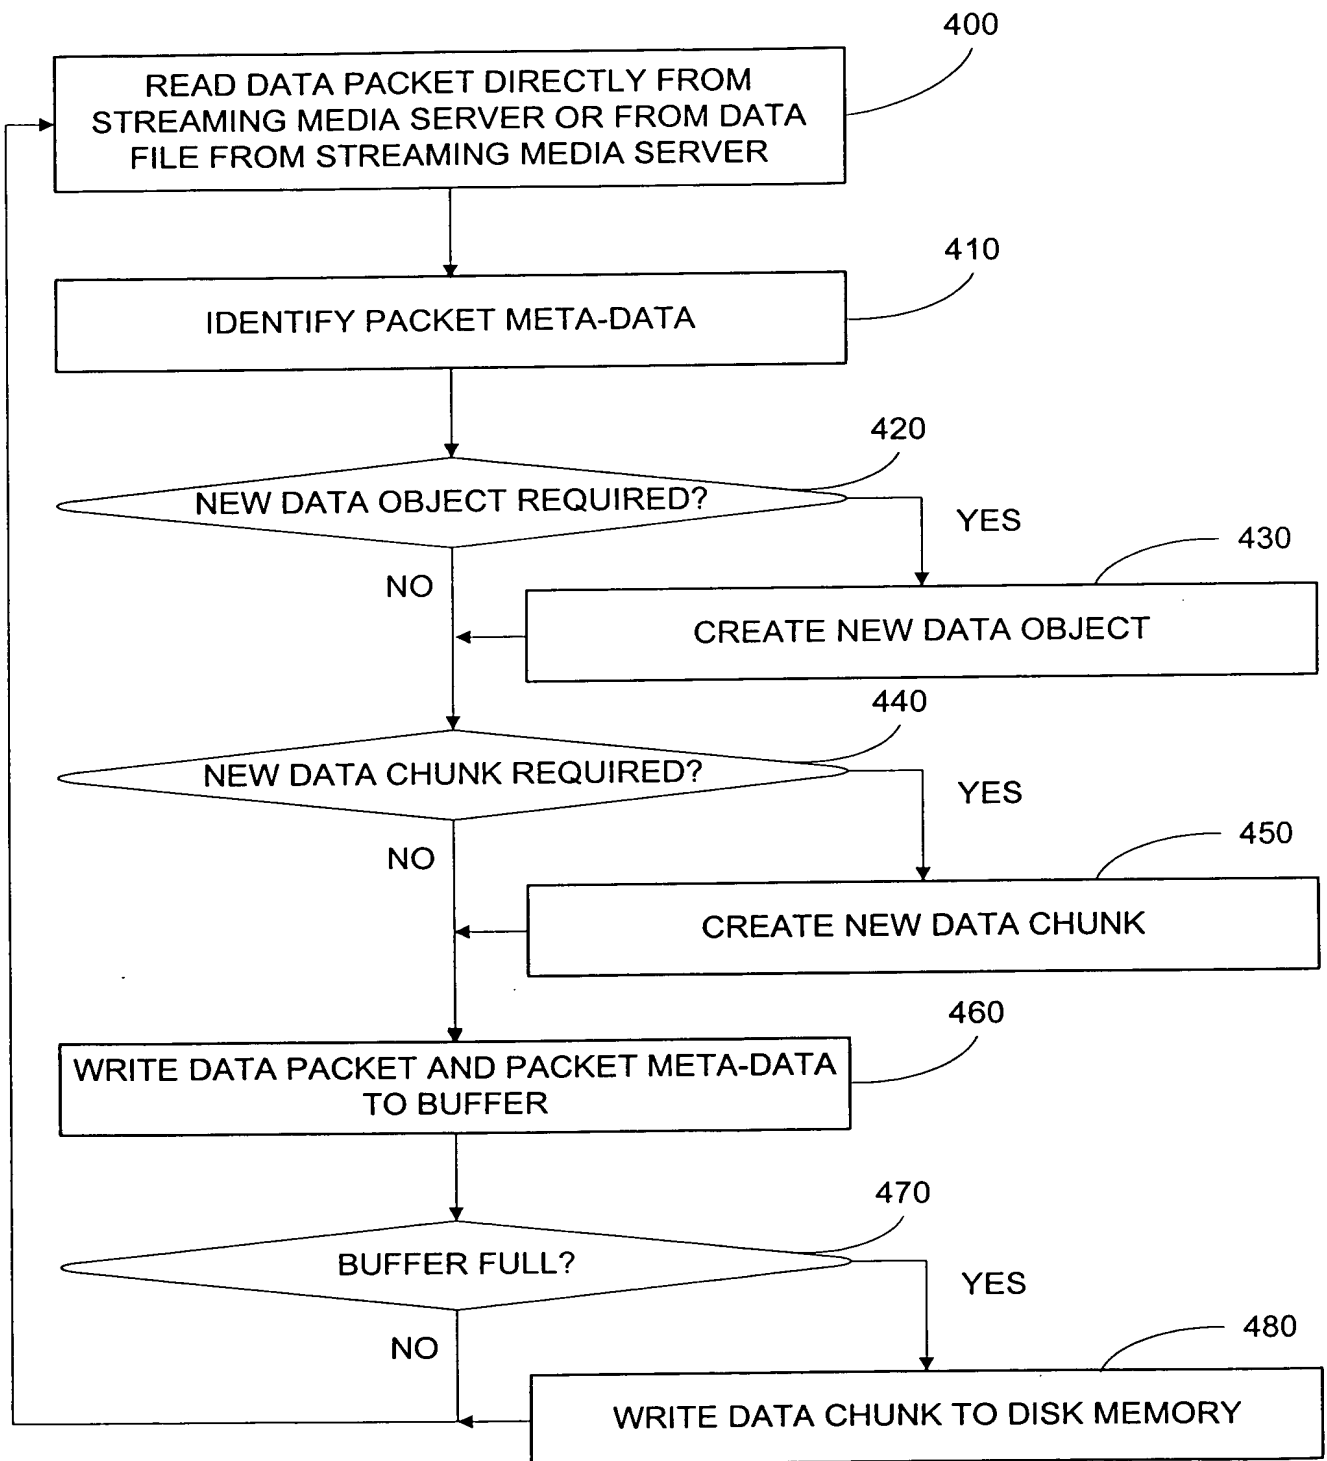 400
READ DATA PACKET DIRECTLY FROM
STREAMING MEDIA SERVER OR FROM DATA
FILE FROM STREAMING MEDIA SERVER
410
IDENTIFY PACKET META-DATA
420
NEW DATA OBJECT REQUIRED?
YES
430
NO
CREATE NEW DATA OBJECT
440
NEW DATA CHUNK REQUIRED?
YES
450
NO
CREATE NEW DATA CHUNK
460
WRITE DATA PACKET AND PACKET META-DATA
TO BUFFER
470
BUFFER FULL?
YES
480
NO
WRITE DATA CHUNK TO DISK MEMORY